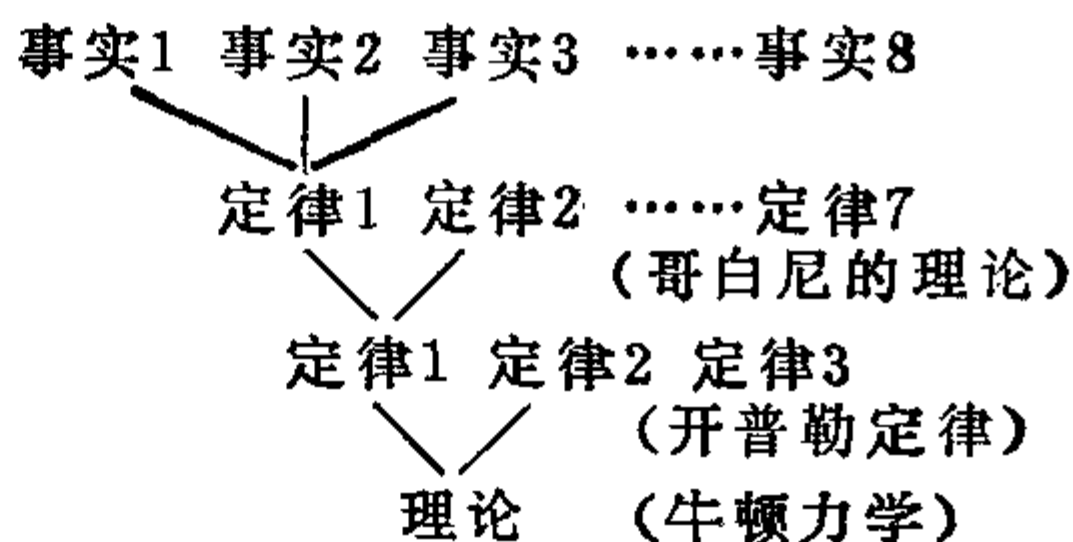 事实1 事实2 事实3 ……事实8
定律1 定律2 ……定律7
(哥白尼的理论)
定律1 定律2 定律3
(开普勒定律)
理论 (牛顿力学)